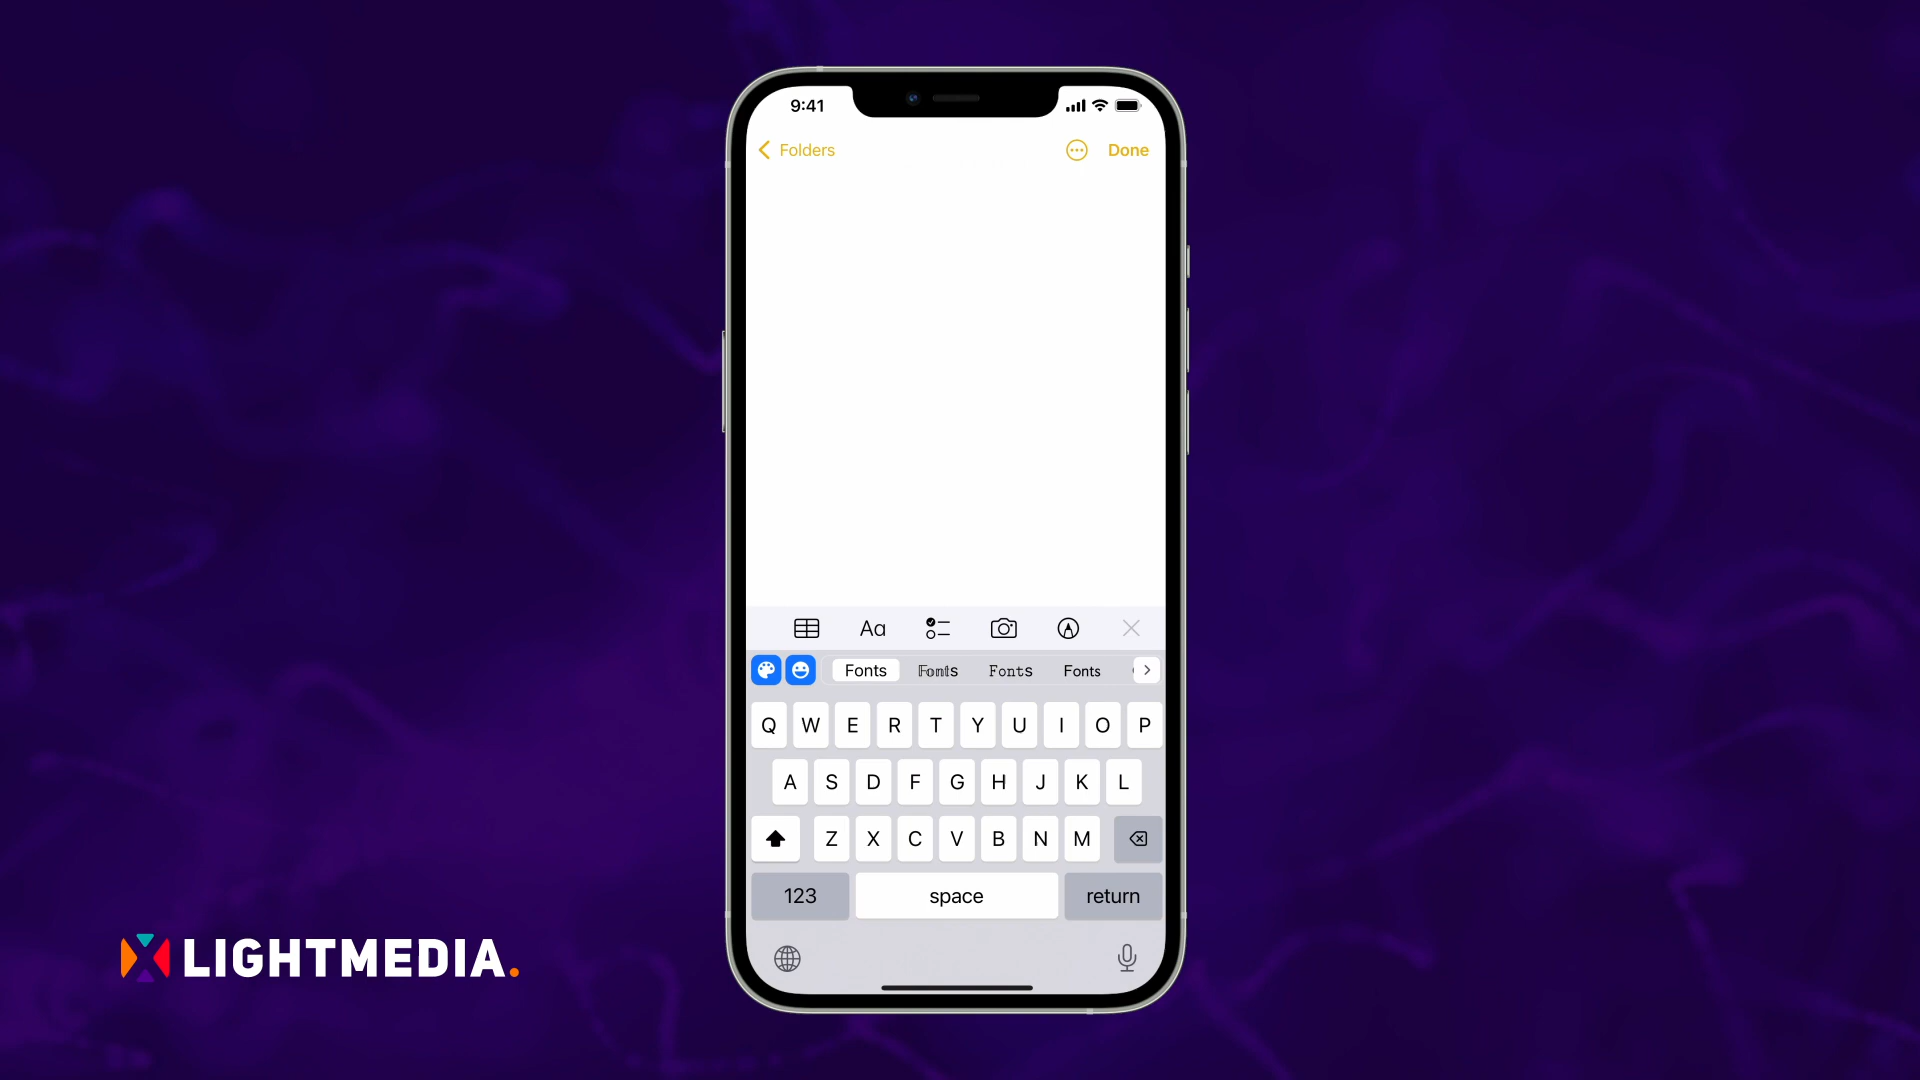 9:41
Folders
Done
Aa
Fonts 𝔽𝕠𝕟𝕥𝕤 𝙵𝚘𝚗𝚝𝚜 Fonts
Q W E R T Y U I O P
A S D F G H J K L
Z X C V B N M
123 space return
LIGHTMEDIA.